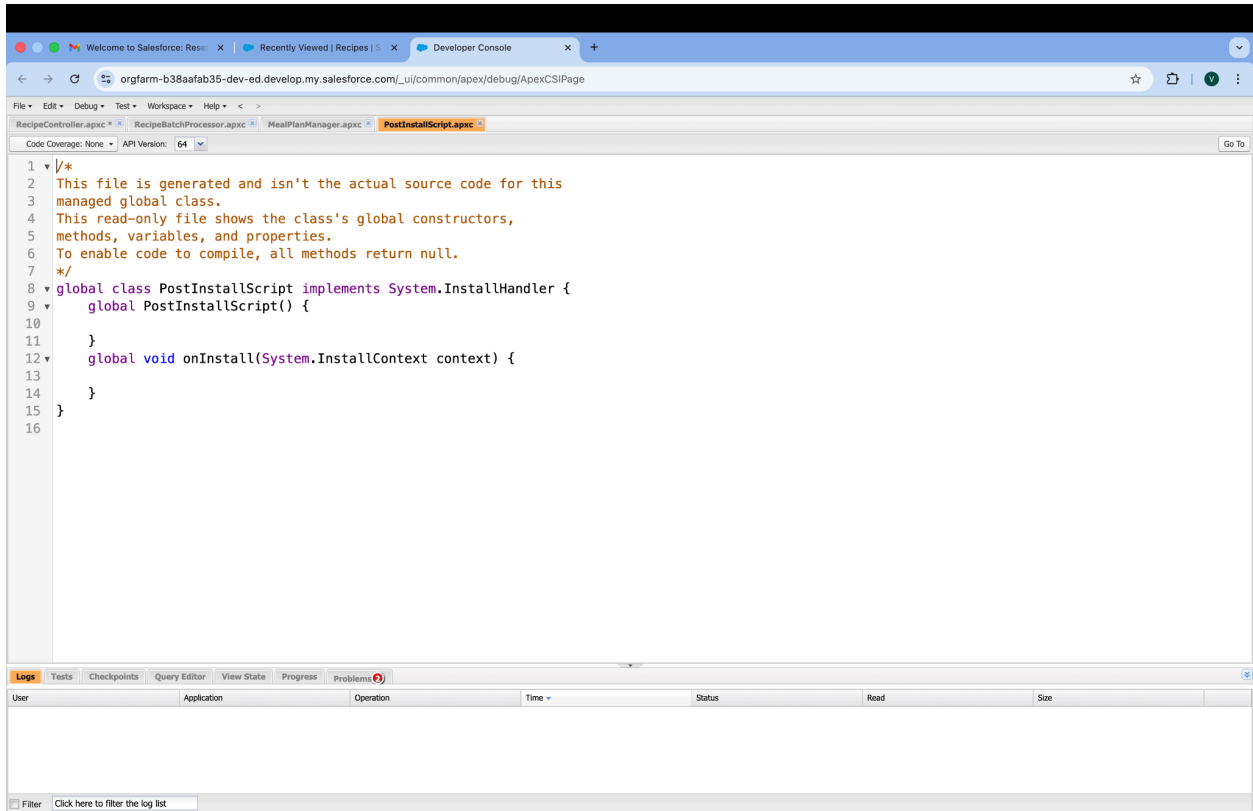 Welcome to Salesforce: Rese
Recently Viewed | Recipes | S
Developer Console
orgfarm-b38aafab35-dev-ed.develop.my.salesforce.com/_ui/common/apex/debug/ApexCSIPage
V
File Edit Debug Test Workspace Help < >
RecipeController.apxc * RecipeBatchProcessor.apxc MealPlanManager.apxc PostInstallScript.apxc
Code Coverage: None API Version: 64 Go To
1 /*
2 This file is generated and isn't the actual source code for this
3 managed global class.
4 This read-only file shows the class's global constructors,
5 methods, variables, and properties.
6 To enable code to compile, all methods return null.
7 */
8 global class PostInstallScript implements System.InstallHandler {
9 global PostInstallScript() {
10
11 }
12 global void onInstall(System.InstallContext context) {
13
14 }
15 }
16
Logs Tests Checkpoints Query Editor View State Progress Problems 2
User Application Operation Time Status Read Size
Filter Click here to filter the log list